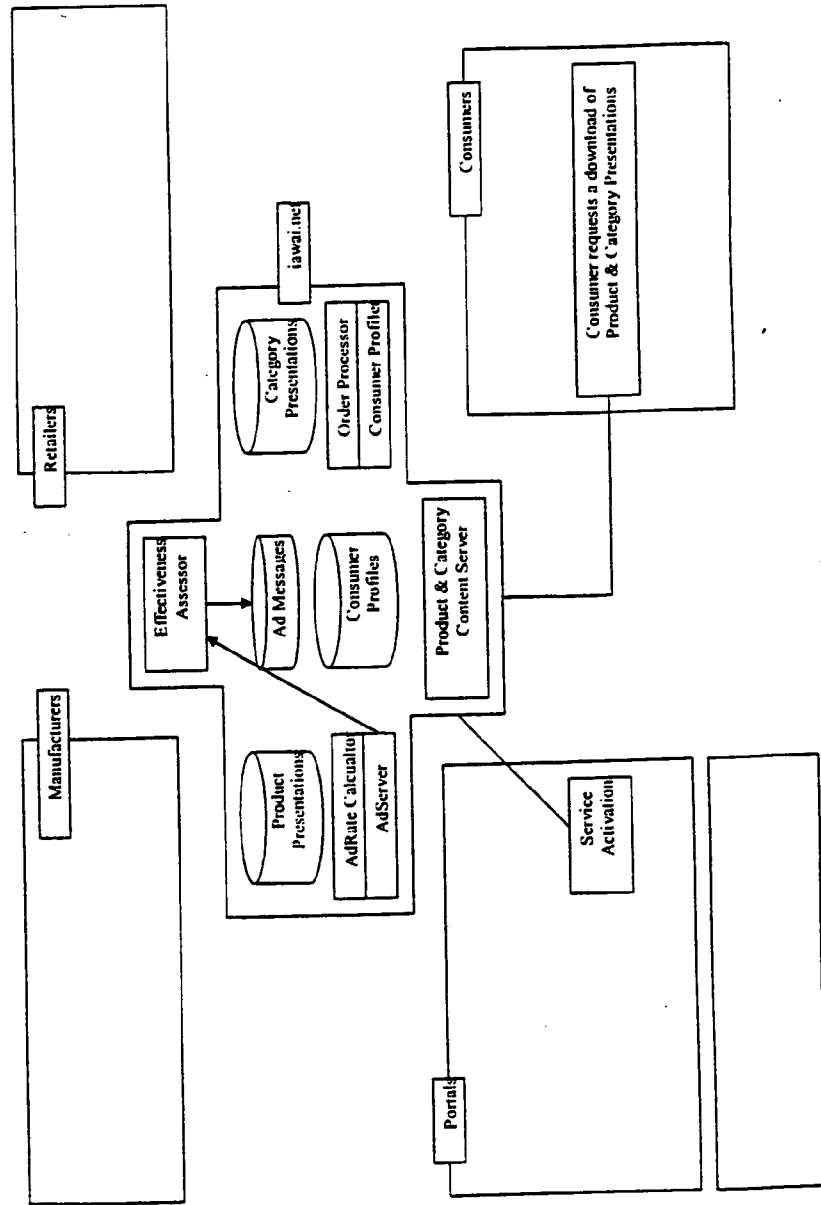 Manufacturers
Retailers
Effectiveness
Assessor
Product
Presentations
Ad Messages
Category
Presentations
iawai.net
AdRate Calcualtor
AdServer
Consumer
Profiles
Order Processor
Consumer Profiler
Product & Category
Content Server
Portals
Service
Activation
Consumers
Consumer requests a download of
Product & Category Presentations